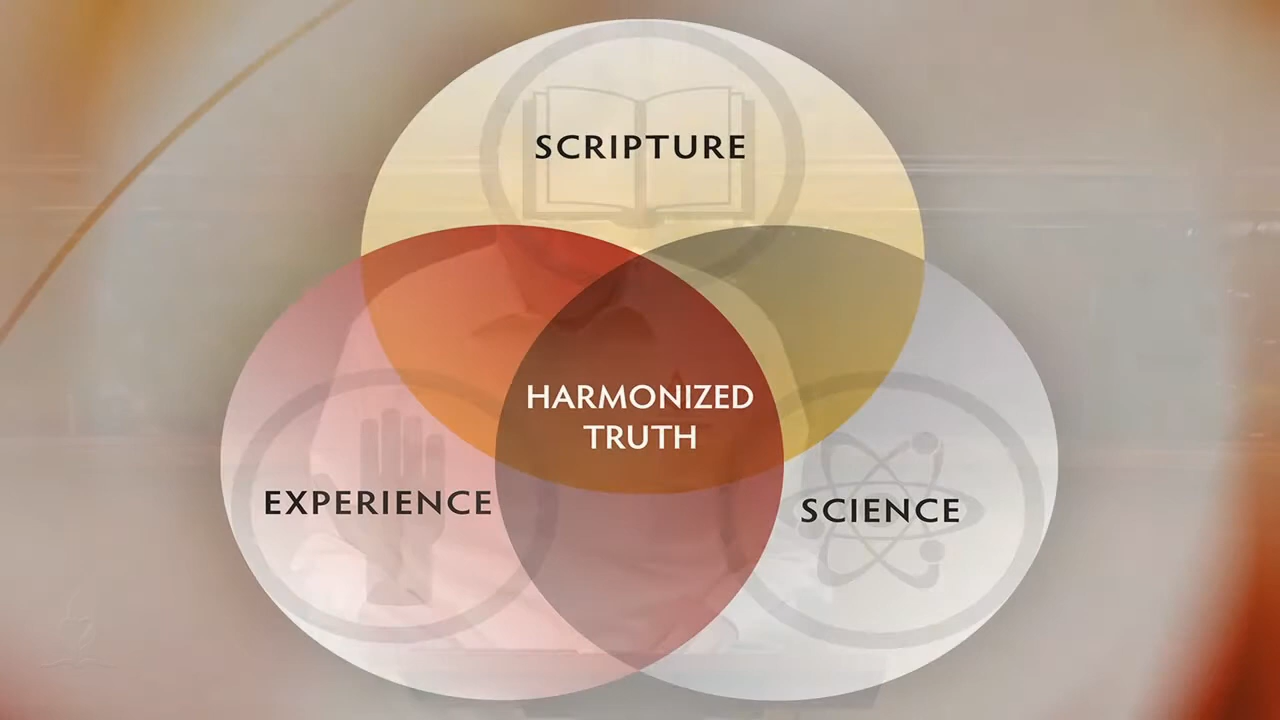 SCRIPTURE
HARMONIZED
TRUTH
EXPERIENCE
SCIENCE